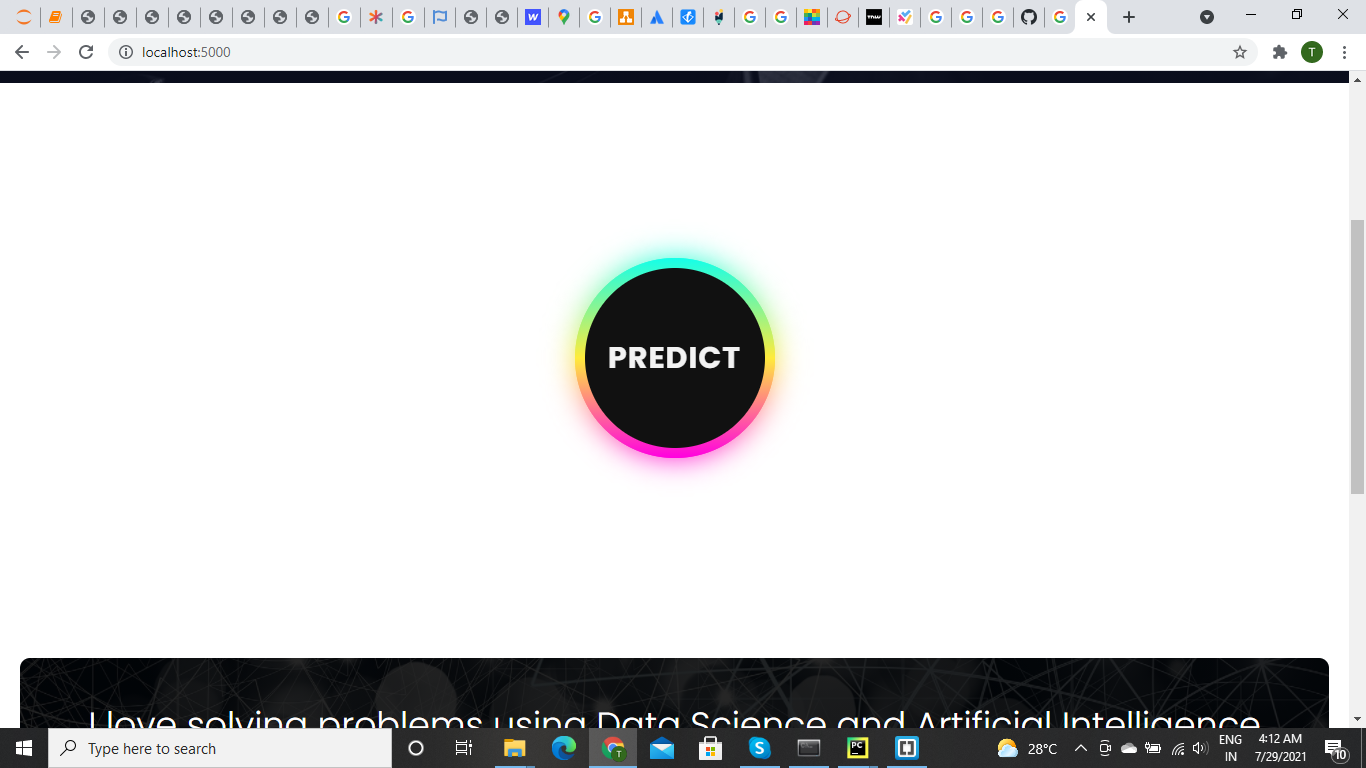 localhost:5000
T
PREDICT
I love solving problems using Data Science and Artificial Intelligence
Type here to search
28°C
ENG
IN
4:12 AM
7/29/2021
10